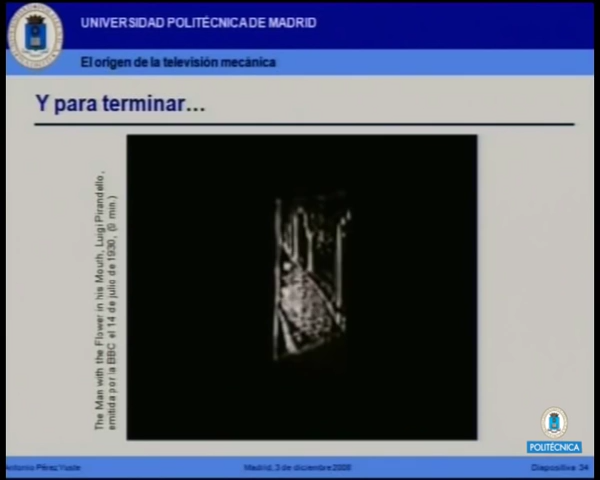 UNIVERSIDAD POLITÉCNICA DE MADRID
El origen de la televisión mecánica
Y para terminar...
The Man with the Flower in his Mouth, Luigi Pirandello,
emitida por la BBC el 14 de julio de 1930, (9 min.)
POLITÉCNICA
Antonio Pérez Yuste
Madrid, 3 de diciembre 2008
Diapositiva 34